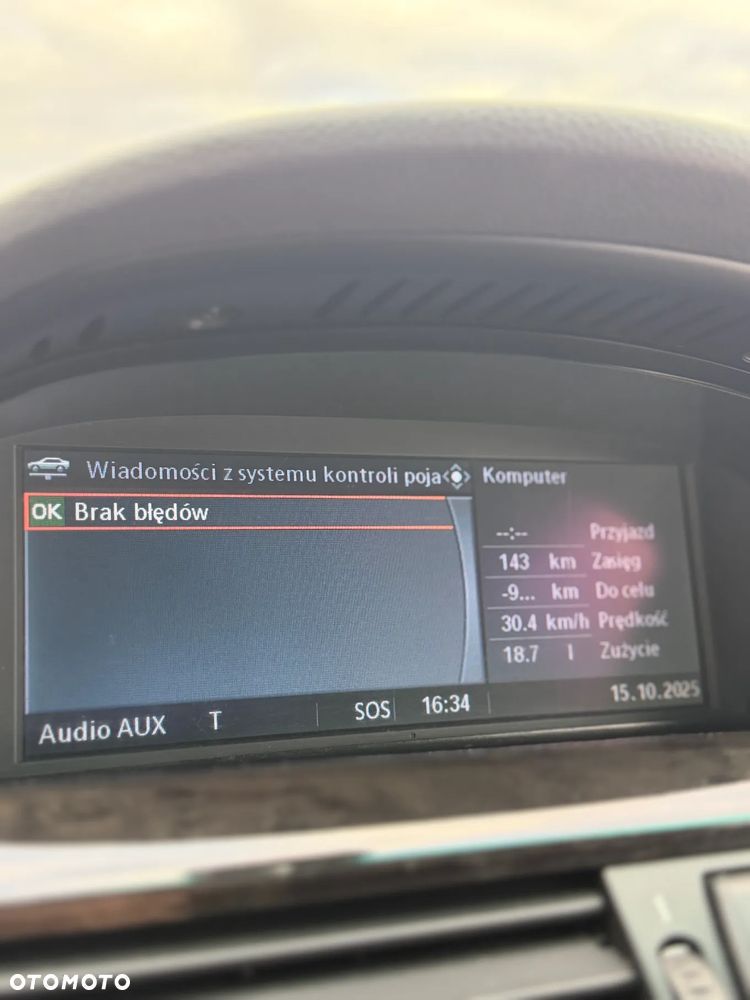 Wiadomości z systemu kontroli poja
OK Brak błędów
Komputer
--:-- Przyjazd
143 km Zasięg
-9... km Do celu
30.4 km/h Prędkość
18.7 l Zużycie
Audio AUX T SOS 16:34 15.10.2025
OTOMOTO